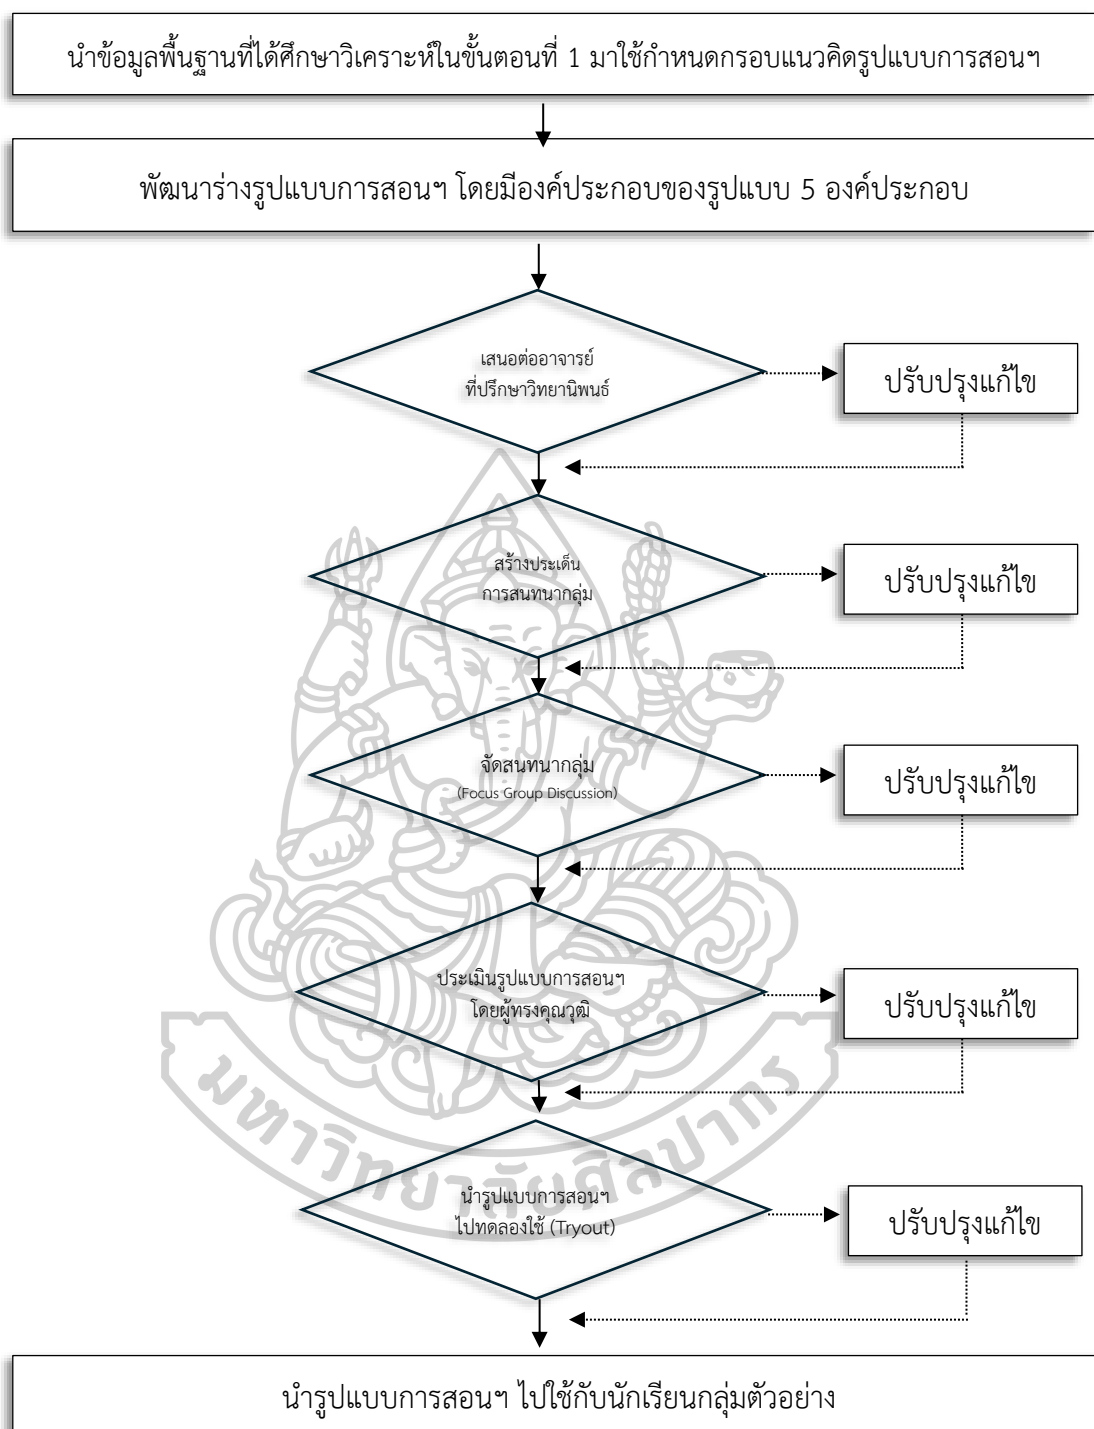 นำข้อมูลพื้นฐานที่ได้ศึกษาวิเคราะห์ในขั้นตอนที่ 1 มาใช้กำหนดกรอบแนวคิดรูปแบบการสอนฯ
พัฒนาร่างรูปแบบการสอนฯ โดยมีองค์ประกอบของรูปแบบ 5 องค์ประกอบ
เสนอต่ออาจารย์
ที่ปรึกษาวิทยานิพนธ์
ปรับปรุงแก้ไข
สร้างประเด็น
การสนทนากลุ่ม
ปรับปรุงแก้ไข
จัดสนทนากลุ่ม
(Focus Group Discussion)
ปรับปรุงแก้ไข
ประเมินรูปแบบการสอนฯ
โดยผู้ทรงคุณวุฒิ
ปรับปรุงแก้ไข
มหาวิทยาลัยศิลปากร
นำรูปแบบการสอนฯ
ไปทดลองใช้ (Tryout)
ปรับปรุงแก้ไข
นำรูปแบบการสอนฯ ไปใช้กับนักเรียนกลุ่มตัวอย่าง